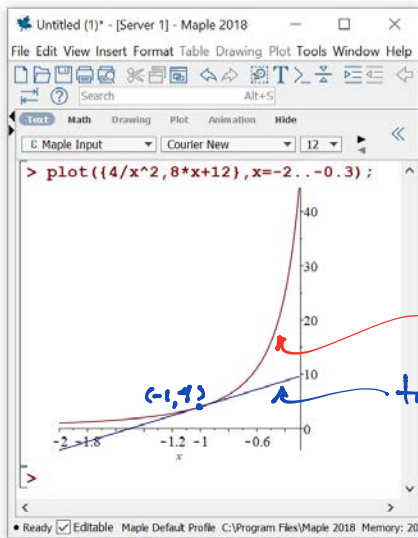 Untitled (1)* - [Server 1] - Maple 2018
File Edit View Insert Format Table Drawing Plot Tools Window Help
Search Alt+S
Text Math Drawing Plot Animation Hide
C Maple Input Courier New 12
> plot({4/x^2,8*x+12},x=-2..-0.3);
40
30
20
10
(-1,4)
0
-2 -1.8 -1.2 -1 -0.6
x
>
Ready Editable Maple Default Profile C:\Program Files\Maple 2018 Memory: 20